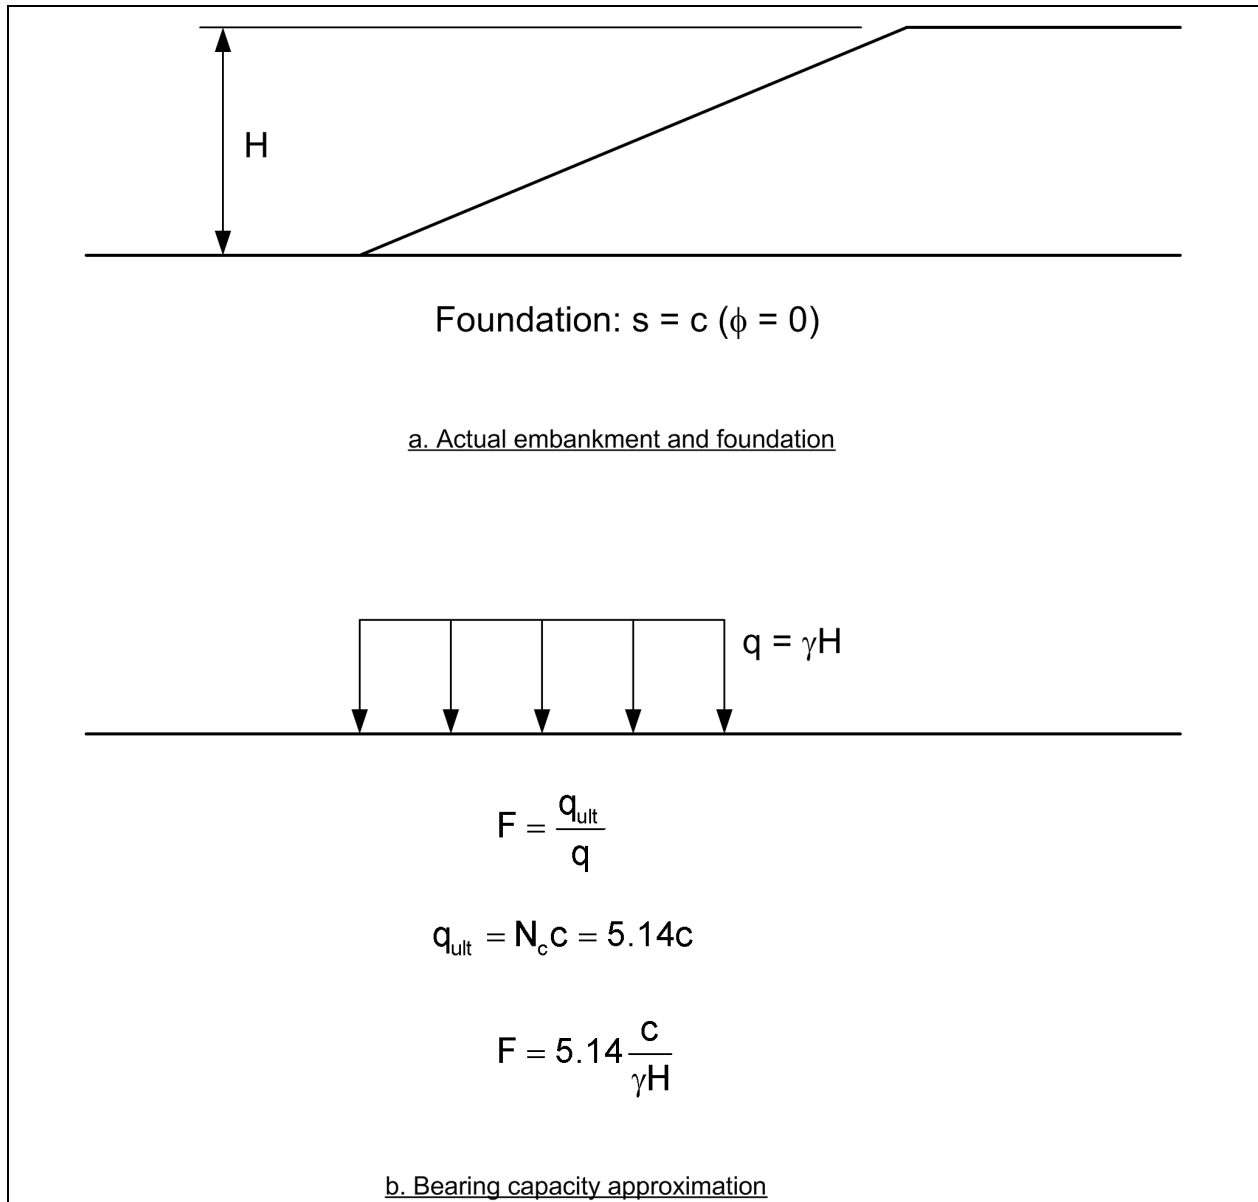 H
Foundation: s = c (ϕ = 0)
a. Actual embankment and foundation
q = γH
F = q_ult / q
q_ult = N_c c = 5.14c
F = 5.14 c / γH
b. Bearing capacity approximation